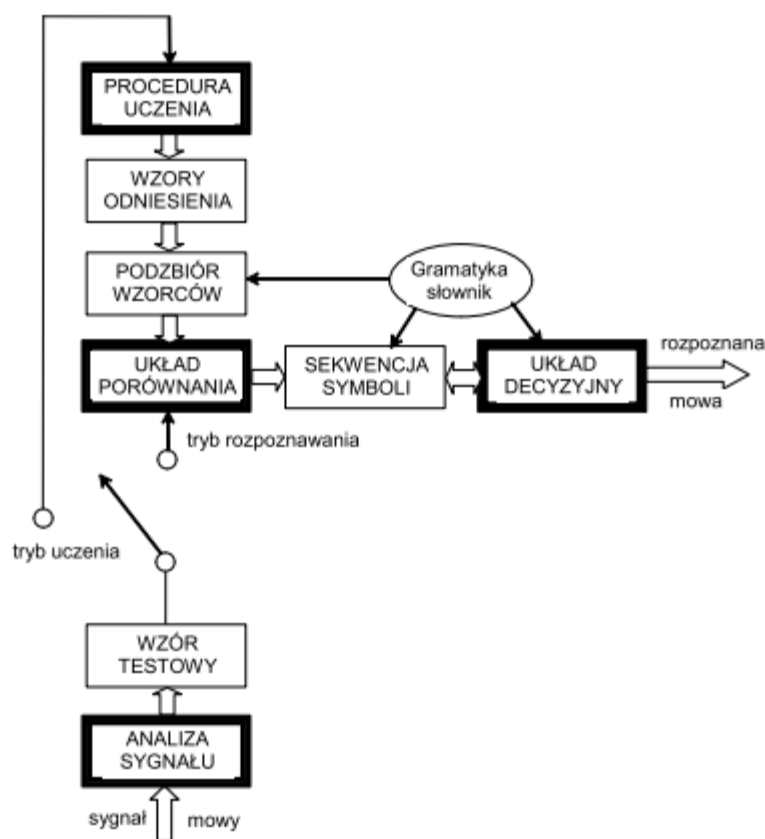 PROCEDURA
UCZENIA
WZORY
ODNIESIENIA
PODZBIÓR
WZORCÓW
Gramatyka
słownik
UKŁAD
PORÓWNANIA
SEKWENCJA
SYMBOLI
UKŁAD
DECYZYJNY
rozpoznana
mowa
tryb rozpoznawania
tryb uczenia
WZÓR
TESTOWY
ANALIZA
SYGNAŁU
sygnał mowy